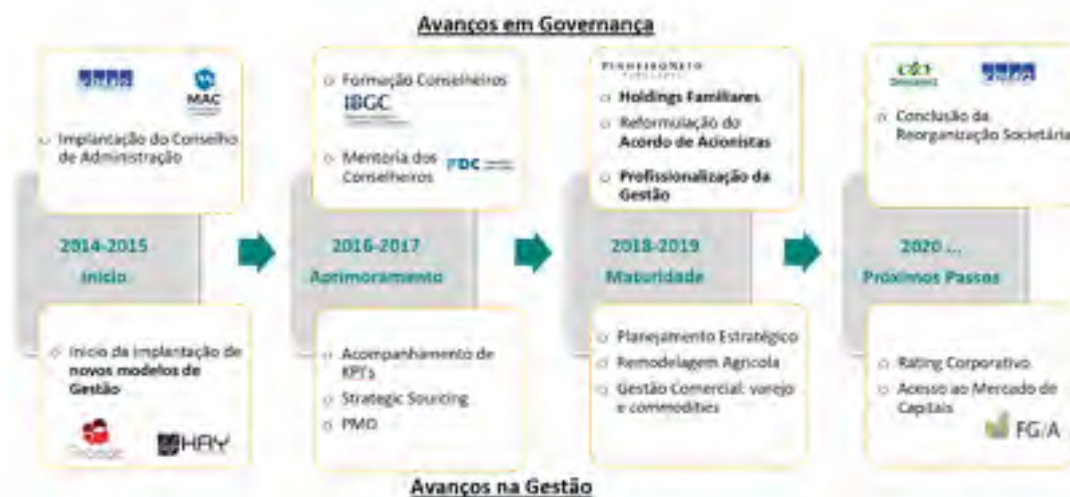 Avanços em Governança
MAC
Implantação do Conselho
de Administração
Formação Conselheiros
IBGC
Mentoria dos
Conselheiros
FDC
PINHEIRONETO
Holdings Familiares
Reformulação do
Acordo de Acionistas
Profissionalização da
Gestão
Conclusão da
Reorganização Societária
2014-2015
Início
2016-2017
Aprimoramento
2018-2019
Maturidade
2020 ...
Próximos Passos
Início da implantação de
novos modelos de
Gestão
HAY
Acompanhamento de
KPI's
Strategic Sourcing
PMO
Planejamento Estratégico
Remodelagem Agrícola
Gestão Comercial: varejo
e commodities
Rating Corporativo
Acesso ao Mercado de
Capitais
FG/A
Avanços na Gestão